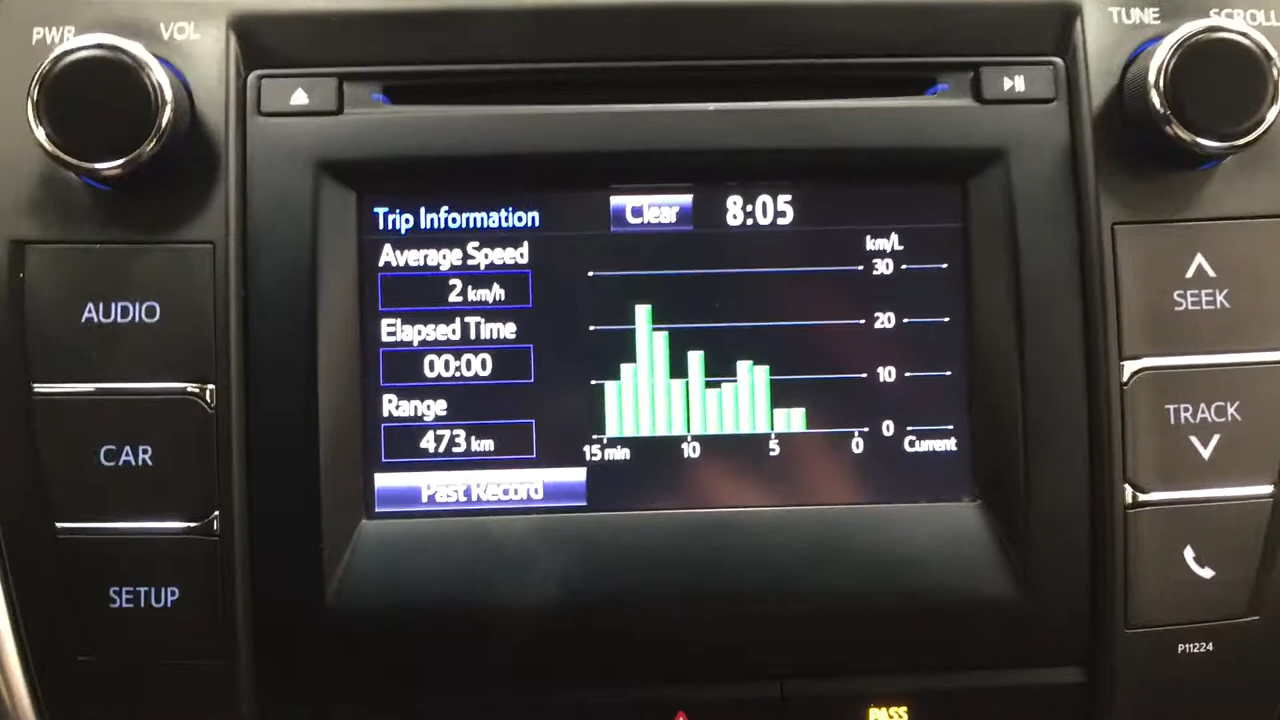 PWR VOL
TUNE SCROLL
AUDIO
CAR
SETUP
Trip Information
Clear
8:05
Average Speed
2 km/h
Elapsed Time
00:00
Range
473 km
Past Record
km/L
30
20
10
0
15 min 10 5 0 Current
SEEK
TRACK
P11224
PASS